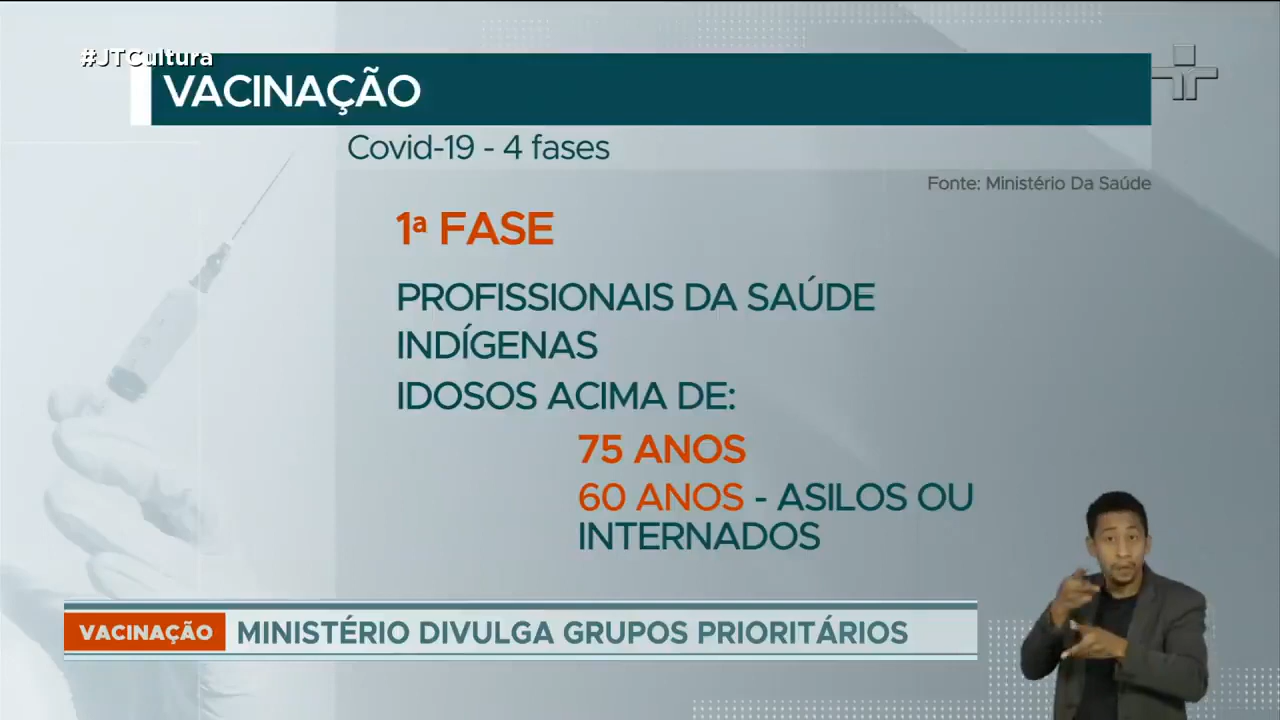 #JTCultura
VACINAÇÃO
Covid-19 - 4 fases
Fonte: Ministério Da Saúde
1ª FASE
PROFISSIONAIS DA SAÚDE
INDÍGENAS
IDOSOS ACIMA DE:
75 ANOS
60 ANOS - ASILOS OU
INTERNADOS
VACINAÇÃO MINISTÉRIO DIVULGA GRUPOS PRIORITÁRIOS